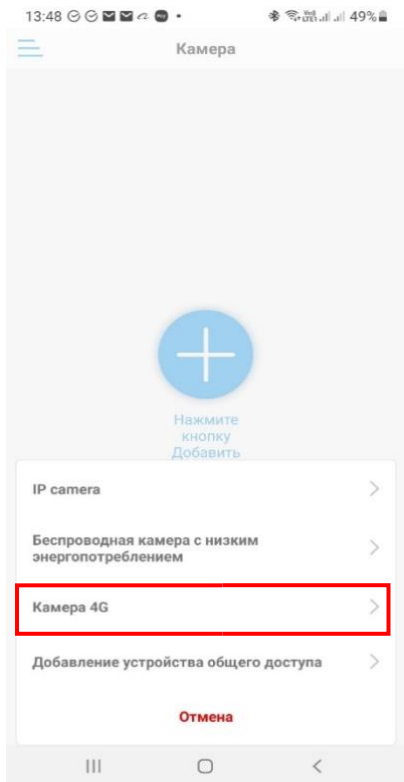 13:48
49%
Камера
Нажмите
кнопку
Добавить
IP camera
Беспроводная камера с низким
энергопотреблением
Камера 4G
Добавление устройства общего доступа
Отмена